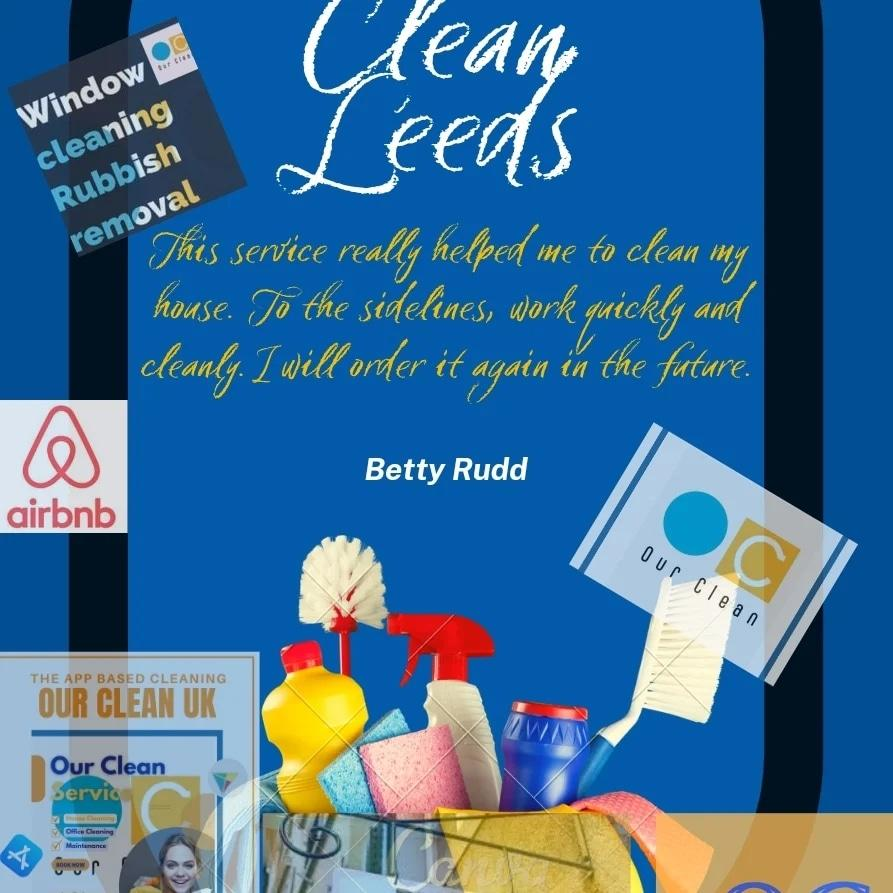 Clean
Leeds
Window
cleaning
Rubbish
removal
Our Clean
This service really helped me to clean my
house. To the sidelines, work quickly and
cleanly. I will order it again in the future.
airbnb
Betty Rudd
C
Our Clean
THE APP BASED CLEANING
OUR CLEAN UK
Our Clean
Servic
C
House Cleaning
Office Cleaning
Maintenance
BOOK NOW
Canva